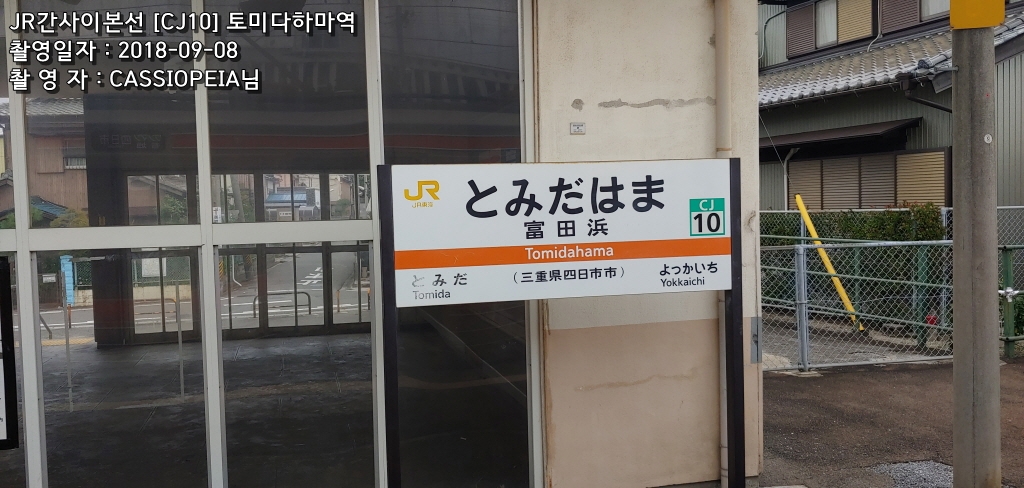 JR간사이본선 [CJ10] 토미다하마역
촬영일자 : 2018-09-08
촬 영 자 : CASSIOPEIA님
JR
JR東海
とみだはま
富田浜
CJ
10
Tomidahama
とみだ
Tomida
（三重県四日市市）
よっかいち
Yokkaichi